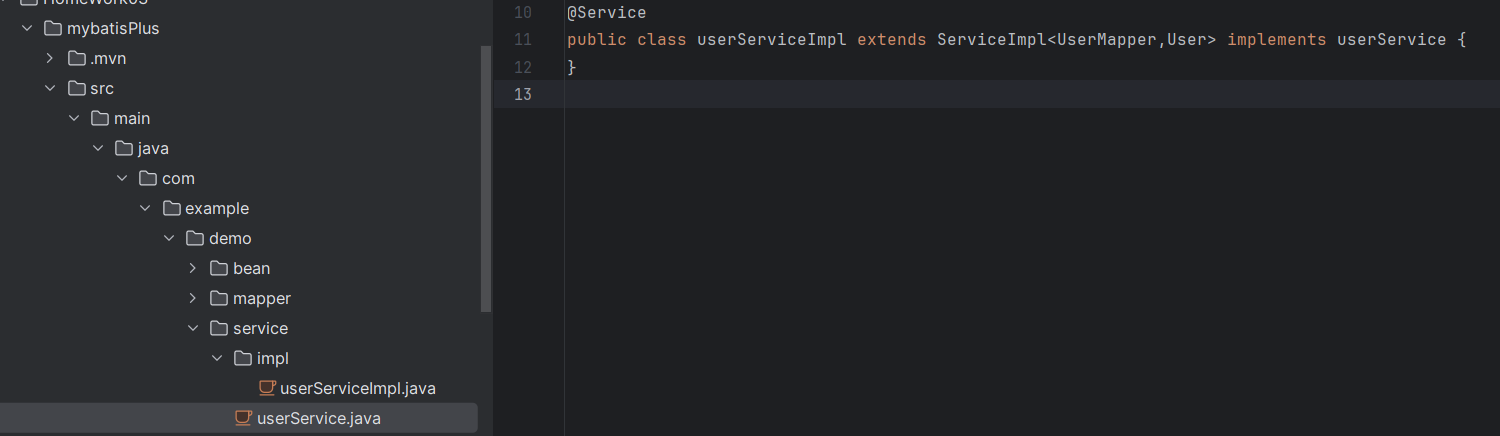 HomeWork03
mybatisPlus
.mvn
src
main
java
com
example
demo
bean
mapper
service
impl
userServiceImpl.java
userService.java
10 @Service
11 public class userServiceImpl extends ServiceImpl<UserMapper,User> implements userService {
12 }
13